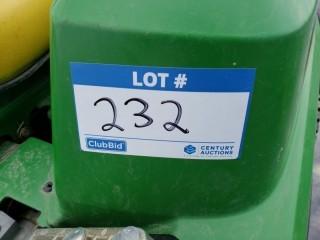 LOT #
232
ClubBid
CENTURY
AUCTIONS